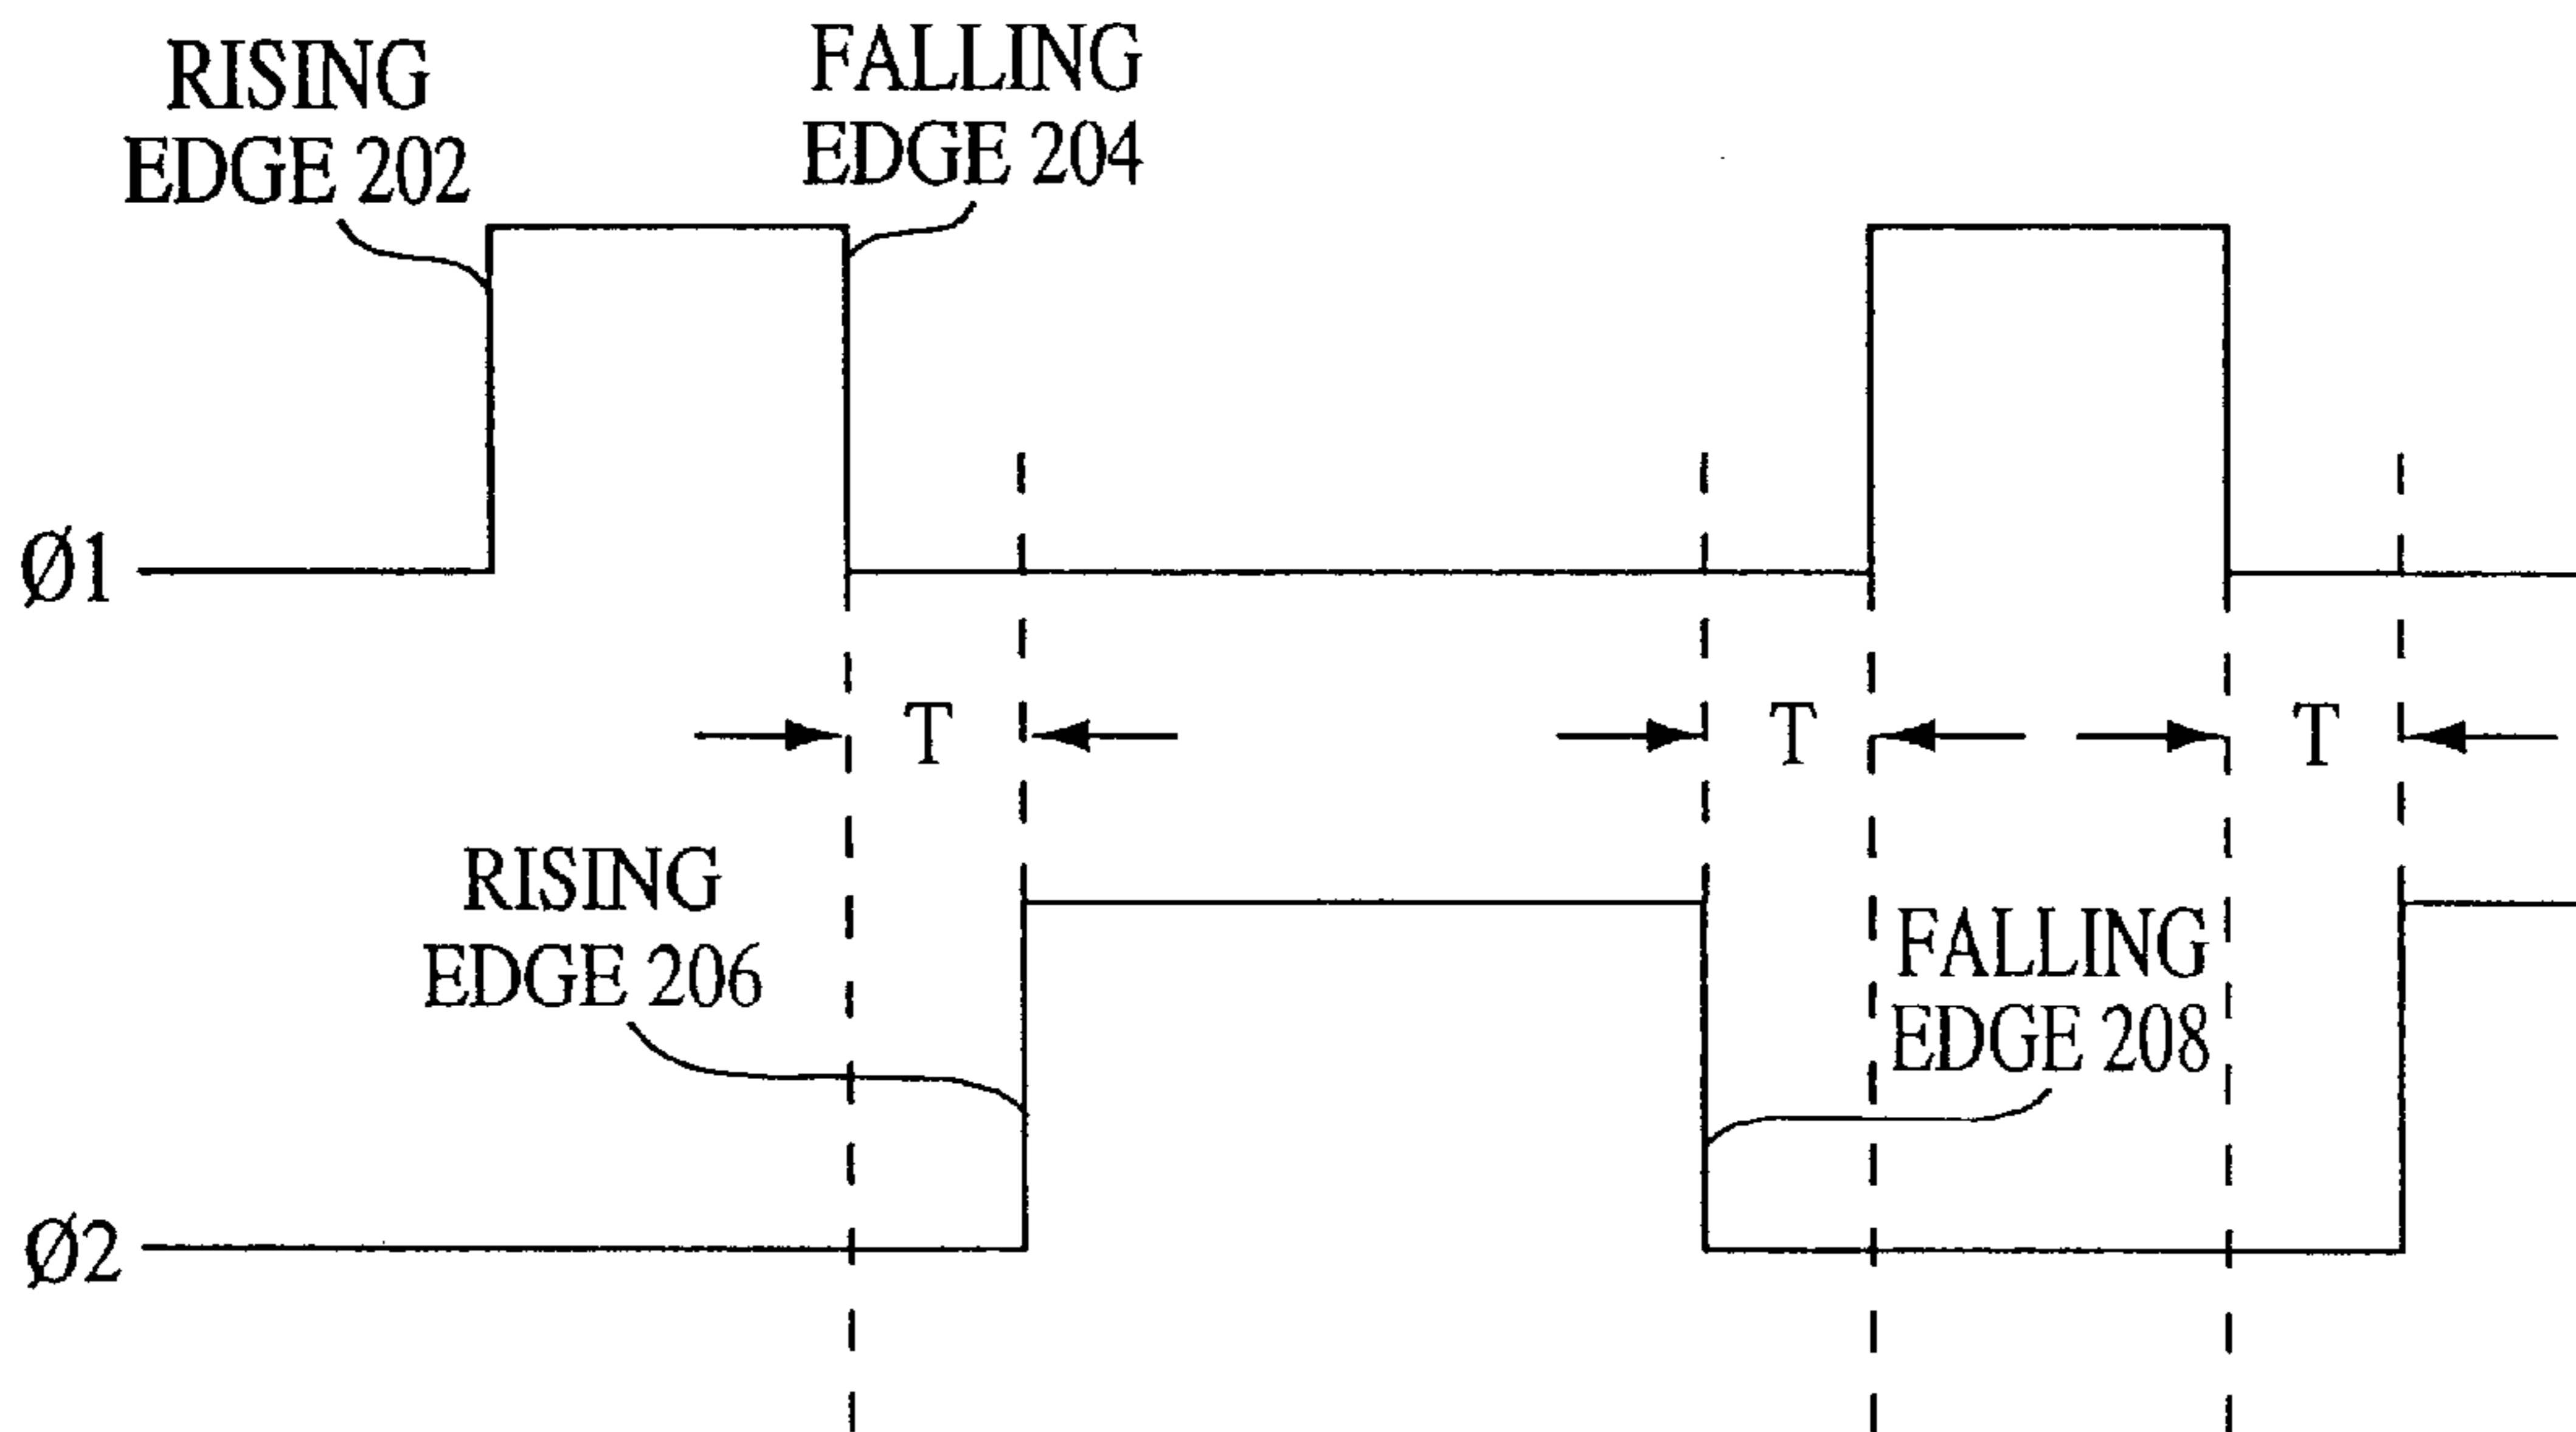 RISING
EDGE 202
FALLING
EDGE 204
Ø1
T
T
T
RISING
EDGE 206
FALLING
EDGE 208
Ø2